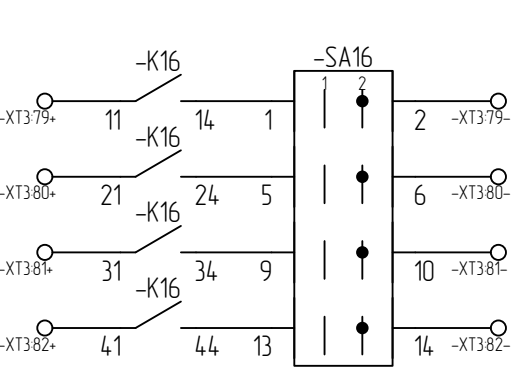 -K16
-SA16
1 2
-XT3:79+ 11 14 1 2 -XT3:79-
-K16
-XT3:80+ 21 24 5 6 -XT3:80-
-K16
-XT3:81+ 31 34 9 10 -XT3:81-
-K16
-XT3:82+ 41 44 13 14 -XT3:82-